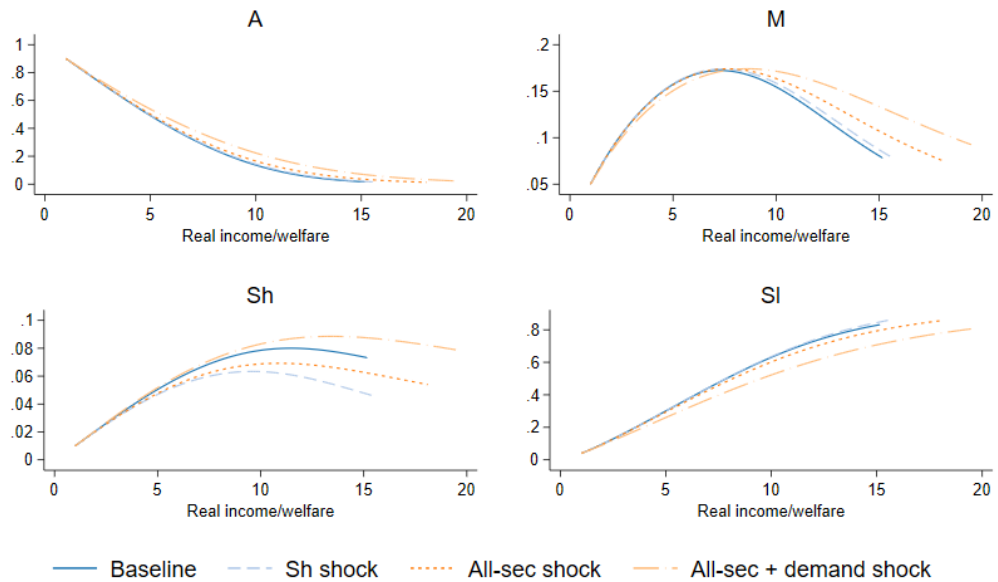 A
1
.8
.6
.4
.2
0
0 5 10 15 20
Real income/welfare
M
.2
.15
.1
.05
0 5 10 15 20
Real income/welfare
Sh
.1
.08
.06
.04
.02
0
0 5 10 15 20
Real income/welfare
Sl
.8
.6
.4
.2
0
0 5 10 15 20
Real income/welfare
Baseline Sh shock All-sec shock All-sec + demand shock